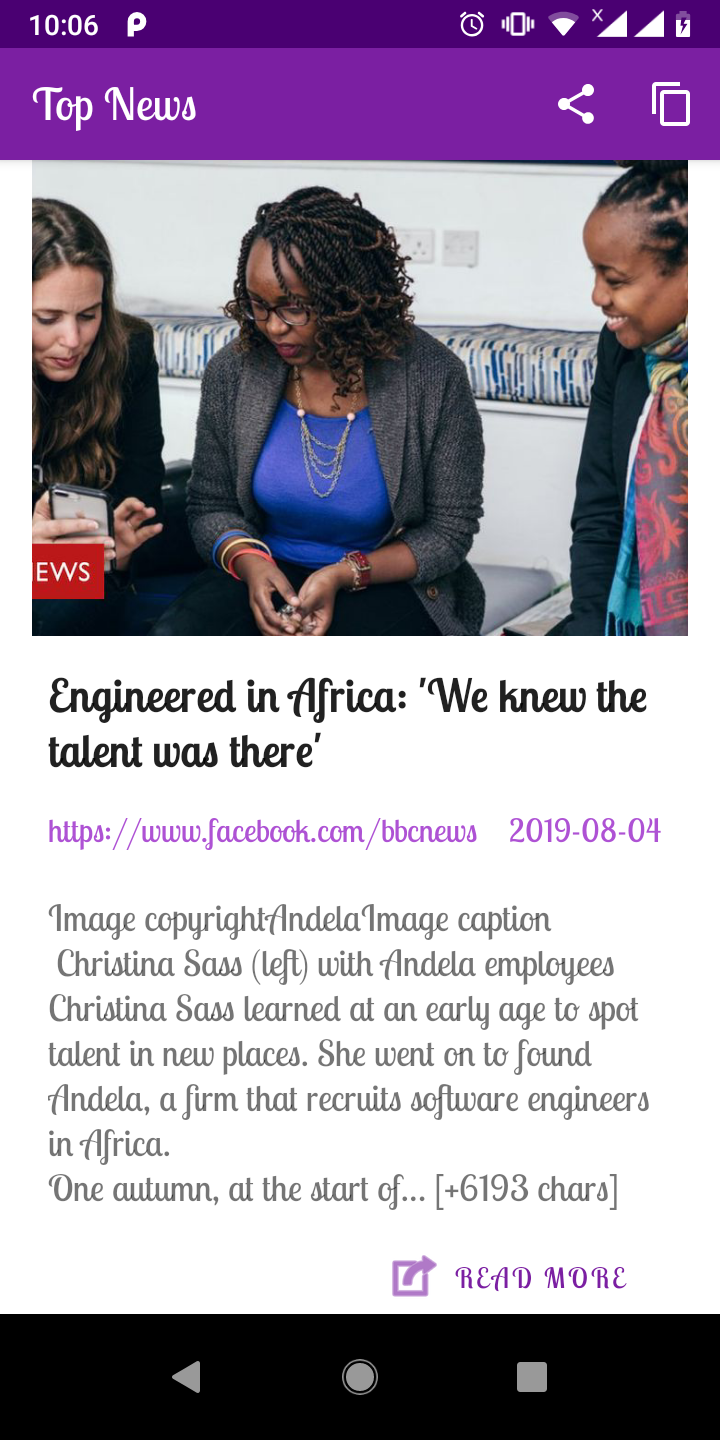 10:06
Top News
EWS
Engineered in Africa: 'We knew the
talent was there'
https://www.facebook.com/bbcnews 2019-08-04
Image copyrightAndelaImage caption
Christina Sass (left) with Andela employees
Christina Sass learned at an early age to spot
talent in new places. She went on to found
Andela, a firm that recruits software engineers
in Africa.
One autumn, at the start of… [+6193 chars]
READ MORE